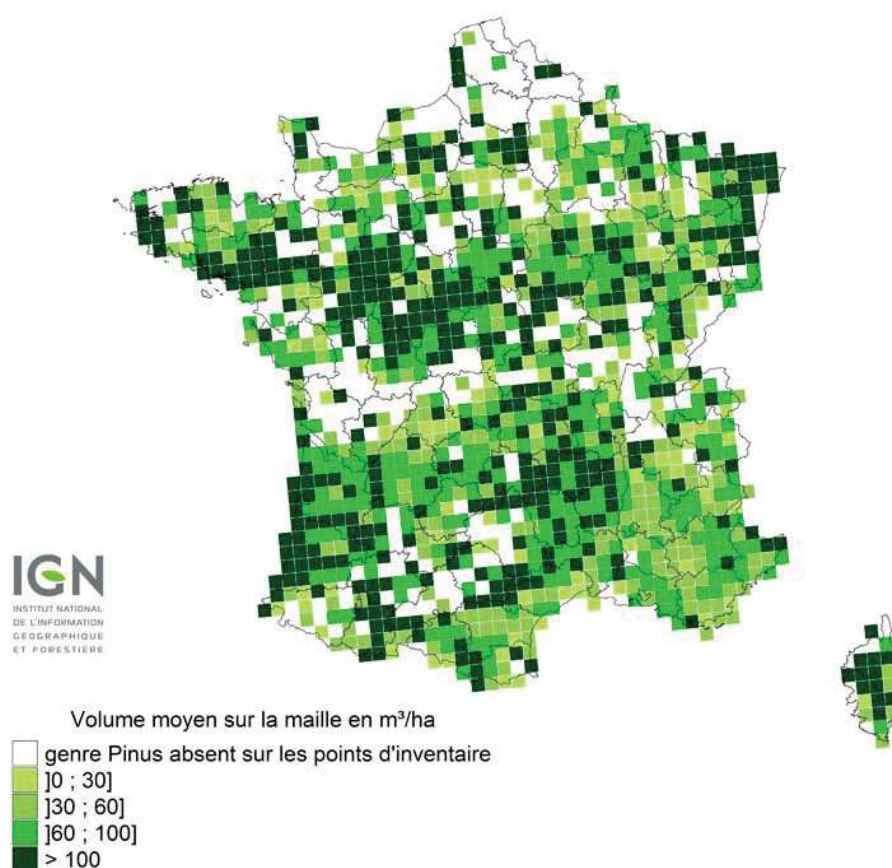 IGN
INSTITUT NATIONAL
DE L'INFORMATION
GÉOGRAPHIQUE
ET FORESTIÈRE
Volume moyen sur la maille en m³/ha
genre Pinus absent sur les points d'inventaire
]0 ; 30]
]30 ; 60]
]60 ; 100]
> 100